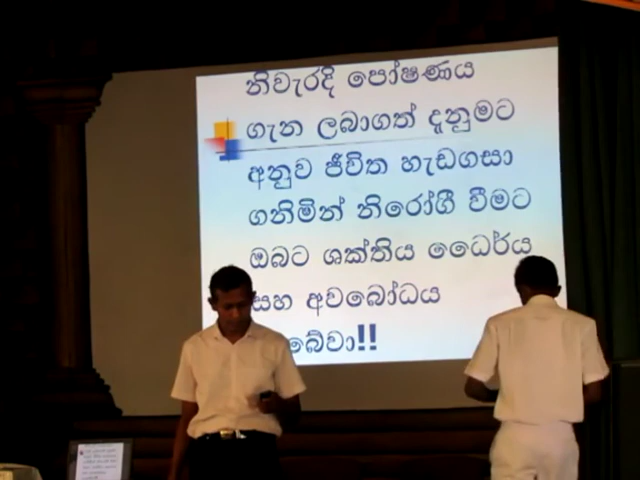 නිවැරදි පෝෂණය
ගැන ලබාගත් දැනුමට
අනුව ජීවිත හැඩගසා
ගනිමින් නිරෝගී වීමට
ඔබට ශක්තිය ධෛර්ය
සහ අවබෝධය
බේවා!!